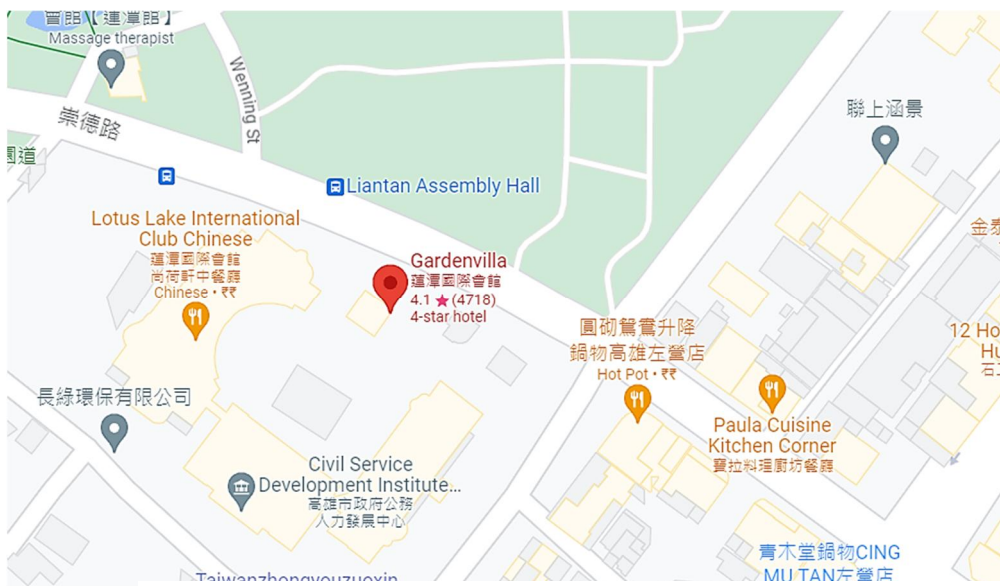 會館【蓮潭館】
Massage therapist
Wenning St
崇德路
園道
聯上涵景
Liantan Assembly Hall
Lotus Lake International
Club Chinese
蓮潭國際會館
尚荷軒中餐廳
Chinese • ₹₹
Gardenvilla
蓮潭國際會館
4.1 ★ (4718)
4-star hotel
金泰
圓砌鴛鴦升降
鍋物高雄左營店
Hot Pot • ₹₹
12 Ho
Hu
長綠環保有限公司
Paula Cuisine
Kitchen Corner
寶拉料理廚坊餐廳
Civil Service
Development Institute...
高雄市政府公務
人力發展中心
青木堂鍋物CING
MU TAN左營店
Taiwanzhongyouzuoxin